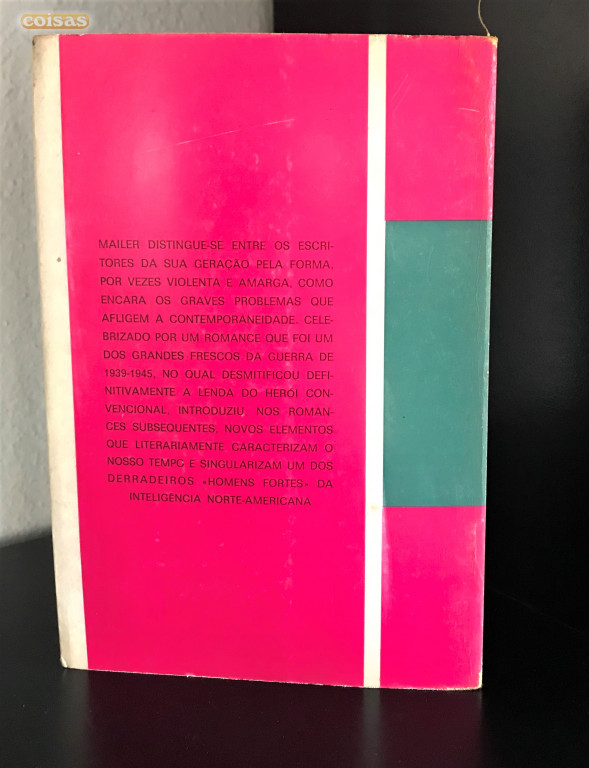 coisas
MAILER DISTINGUE-SE ENTRE OS ESCRI-
TORES DA SUA GERAÇÃO PELA FORMA,
POR VEZES VIOLENTA E AMARGA, COMO
ENCARA OS GRAVES PROBLEMAS QUE
AFLIGEM A CONTEMPORANEIDADE. CELE-
BRIZADO POR UM ROMANCE QUE FOI UM
DOS GRANDES FRESCOS DA GUERRA DE
1939-1945, NO QUAL DESMITIFICOU DEFI-
NITIVAMENTE A LENDA DO HERÓI CON-
VENCIONAL, INTRODUZIU, NOS ROMAN-
CES SUBSEQUENTES, NOVOS ELEMENTOS
QUE LITERARIAMENTE CARACTERIZAM O
NOSSO TEMPO E SINGULARIZAM UM DOS
DERRADEIROS «HOMENS FORTES» DA
INTELIGÊNCIA NORTE-AMERICANA